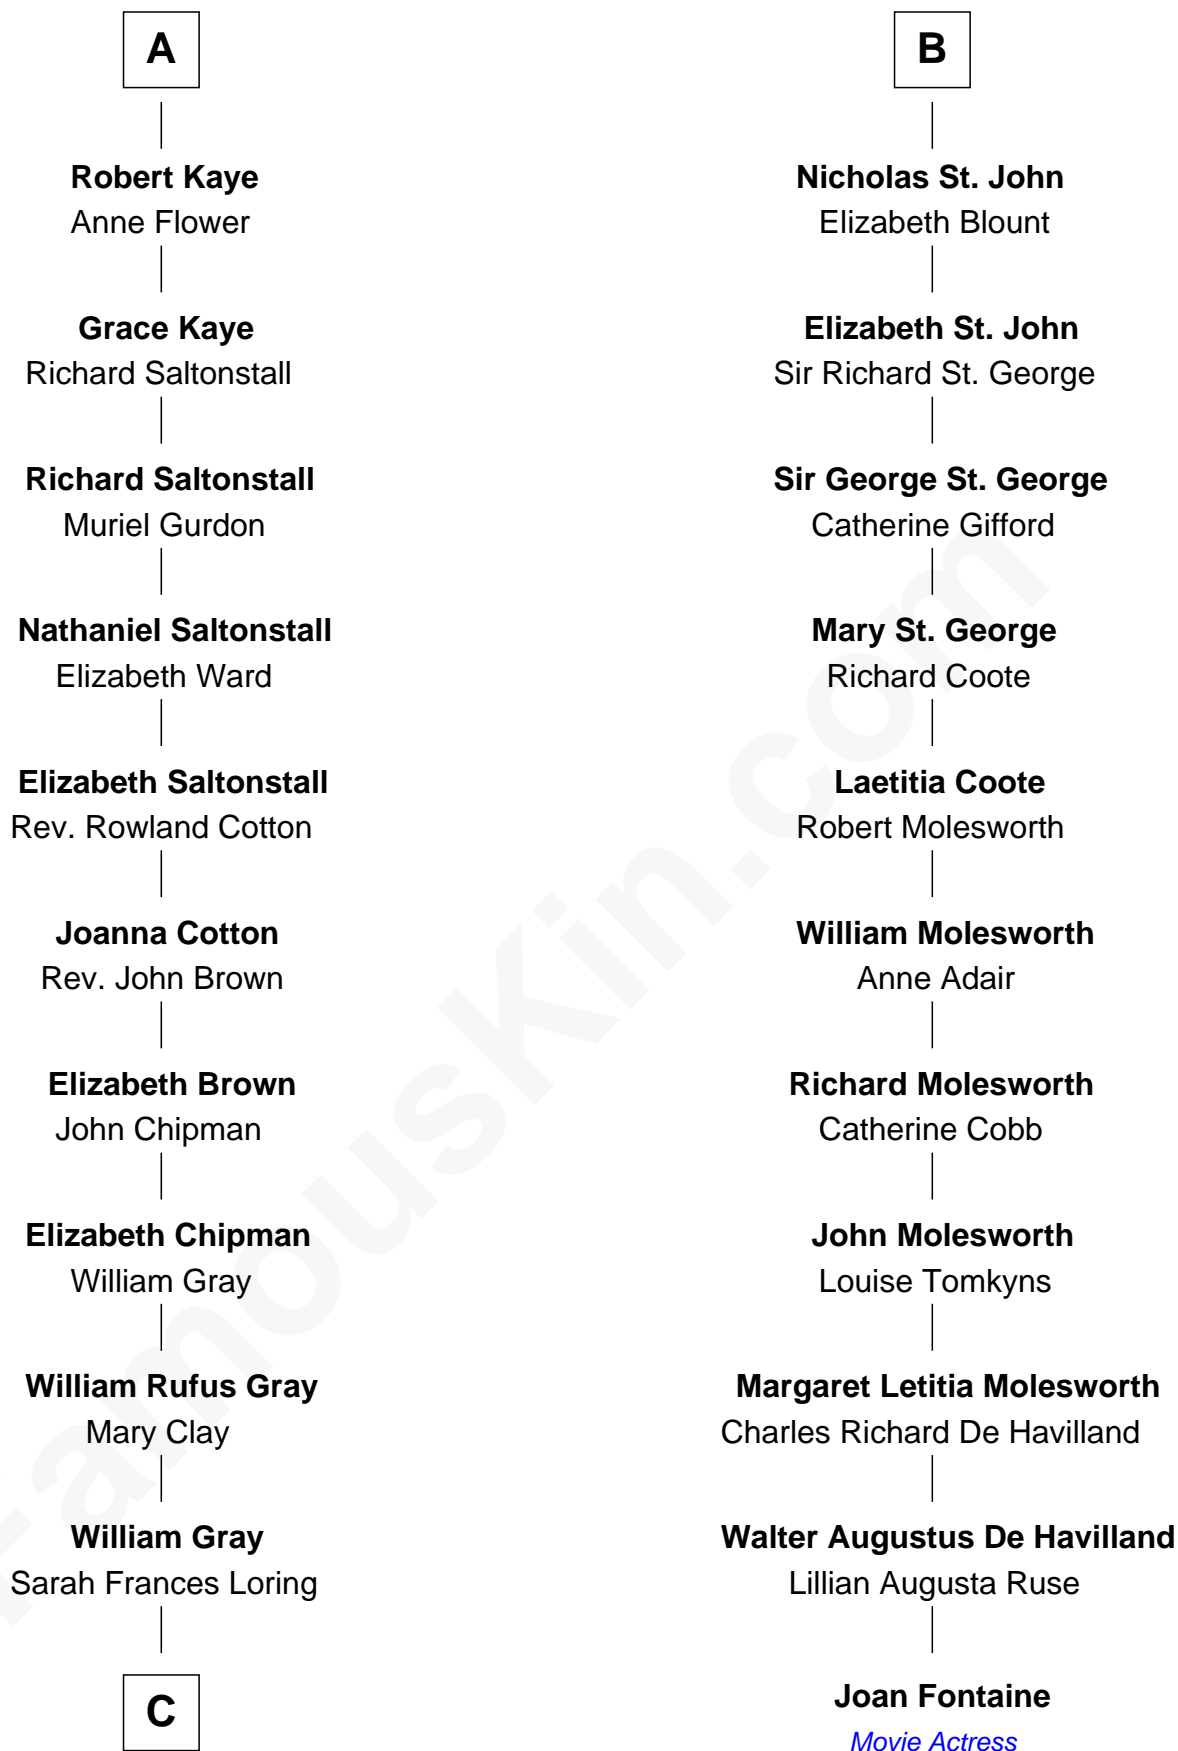 A
Robert Kaye
Anne Flower
Grace Kaye
Richard Saltonstall
Richard Saltonstall
Muriel Gurdon
Nathaniel Saltonstall
Elizabeth Ward
Elizabeth Saltonstall
Rev. Rowland Cotton
Joanna Cotton
Rev. John Brown
Elizabeth Brown
John Chipman
Elizabeth Chipman
William Gray
William Rufus Gray
Mary Clay
William Gray
Sarah Frances Loring
C
B
Nicholas St. John
Elizabeth Blount
Elizabeth St. John
Sir Richard St. George
Sir George St. George
Catherine Gifford
Mary St. George
Richard Coote
Laetitia Coote
Robert Molesworth
William Molesworth
Anne Adair
Richard Molesworth
Catherine Cobb
John Molesworth
Louise Tomkyns
Margaret Letitia Molesworth
Charles Richard De Havilland
Walter Augustus De Havilland
Lillian Augusta Ruse
Joan Fontaine
Movie Actress
FamousKin.com